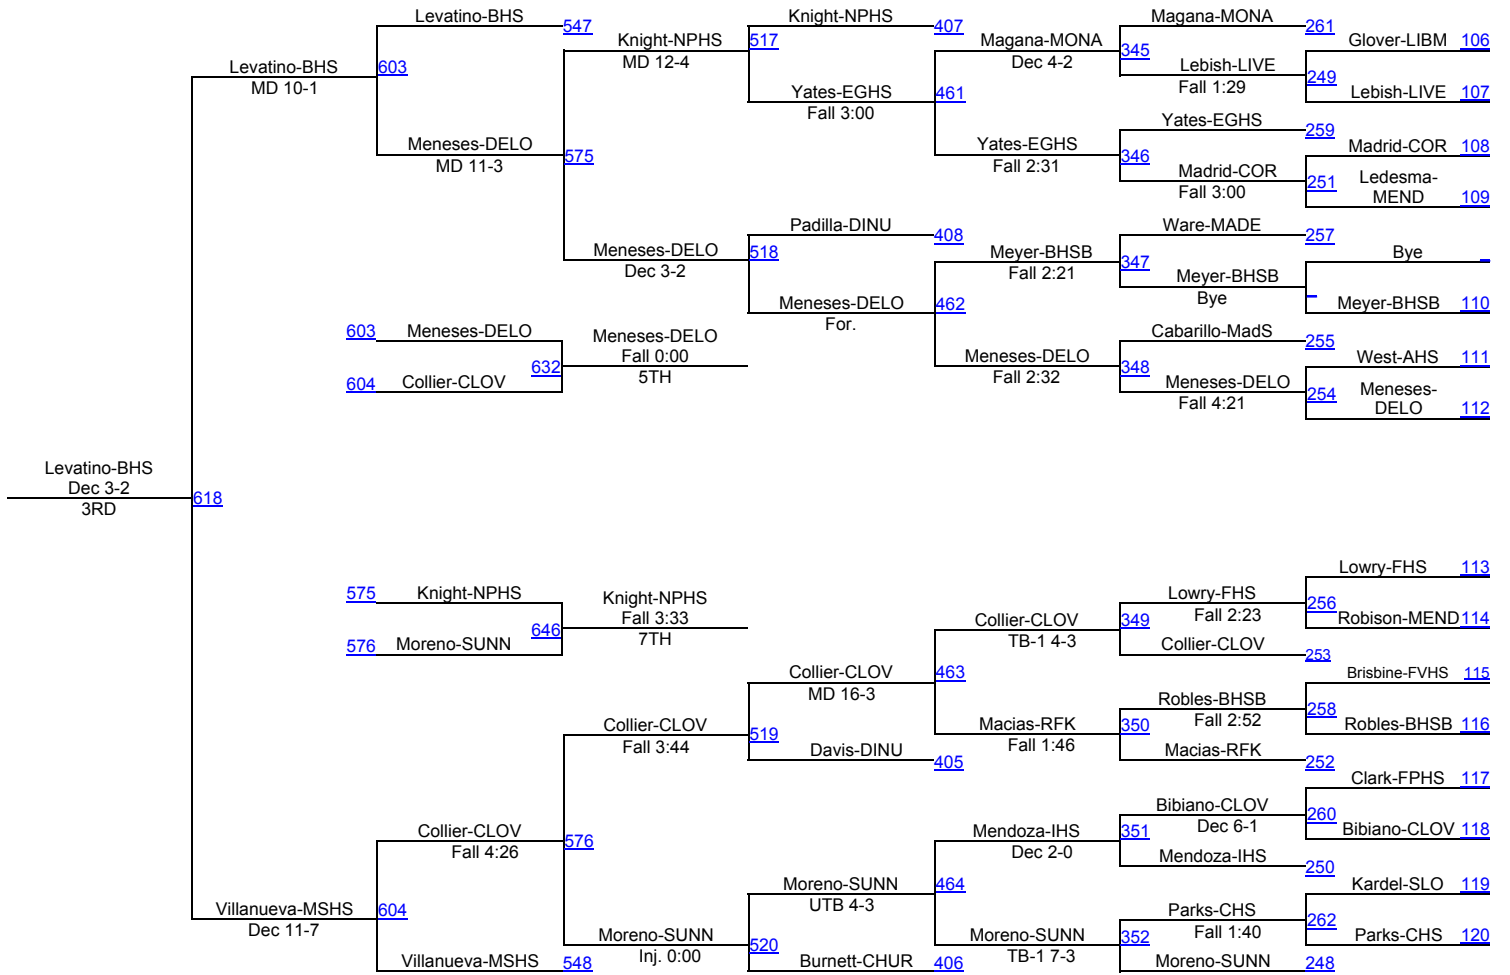 Levatino-BHS 547
Knight-NPHS 407
Magana-MONA 261
Glover-LIBM 106
Knight-NPHS 517
MD 12-4
Magana-MONA 345
Dec 4-2
Levatino-BHS 603
MD 10-1
Lebish-LIVE 249
Fall 1:29
Lebish-LIVE 107
Yates-EGHS 461
Fall 3:00
Yates-EGHS 259
Meneses-DELO 575
MD 11-3
Yates-EGHS 346
Fall 2:31
Madrid-COR 108
Madrid-COR 251
Fall 3:00
Ledesma-
MEND 109
Padilla-DINU 408
Ware-MADE 257
Meneses-DELO 518
Dec 3-2
Meyer-BHSB 347
Fall 2:21
Bye
Meyer-BHSB
Bye
Meneses-DELO 462
For.
Meyer-BHSB 110
603 Meneses-DELO
Meneses-DELO
Fall 0:00
632
5TH
604 Collier-CLOV
Cabarillo-MadS 255
Meneses-DELO 348
Fall 2:32
West-AHS 111
Meneses-DELO 254
Fall 4:21
Meneses-
DELO 112
Levatino-BHS
Dec 3-2
618
3RD
Lowry-FHS 113
575 Knight-NPHS
Knight-NPHS
Fall 3:33
646
7TH
576 Moreno-SUNN
Lowry-FHS 256
Fall 2:23
Robison-MEND 114
Collier-CLOV 349
TB-1 4-3
Collier-CLOV 253
Collier-CLOV 463
MD 16-3
Brisbine-FVHS 115
Robles-BHSB 258
Fall 2:52
Robles-BHSB 116
Collier-CLOV 519
Fall 3:44
Macias-RFK 350
Fall 1:46
Davis-DINU 405
Macias-RFK 252
Clark-FPHS 117
Bibiano-CLOV 260
Dec 6-1
Bibiano-CLOV 118
Collier-CLOV 576
Fall 4:26
Mendoza-IHS 351
Dec 2-0
Mendoza-IHS 250
Moreno-SUNN 464
UTB 4-3
Kardel-SLO 119
Villanueva-MSHS 604
Dec 11-7
Parks-CHS 262
Fall 1:40
Parks-CHS 120
Moreno-SUNN 520
Inj. 0:00
Moreno-SUNN 352
TB-1 7-3
Villanueva-MSHS 548
Burnett-CHUR 406
Moreno-SUNN 248